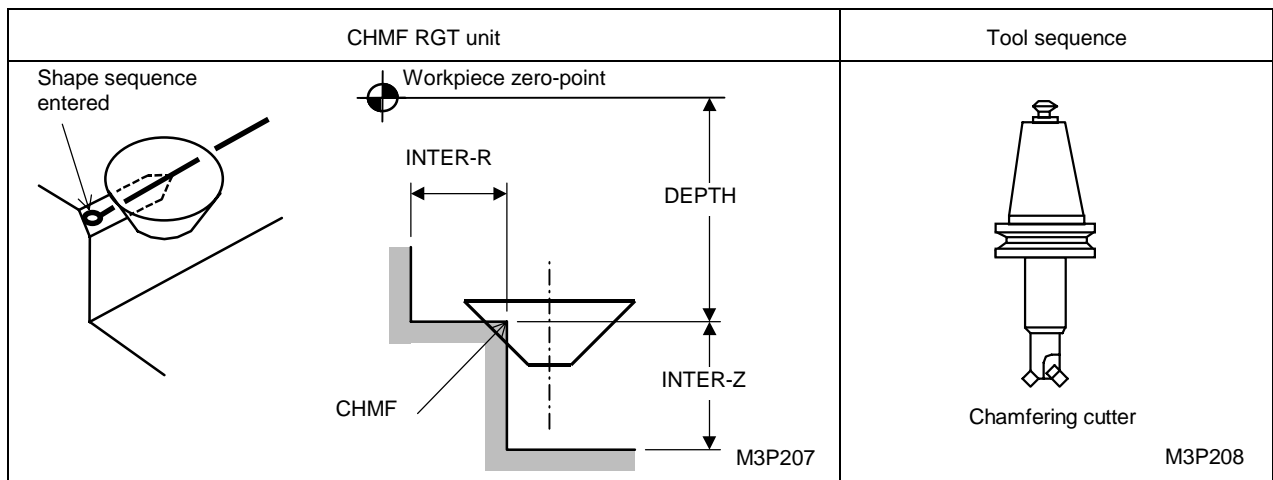 CHMF RGT unit
Tool sequence
Shape sequence
entered
Workpiece zero-point
INTER-R
DEPTH
INTER-Z
CHMF
M3P207
Chamfering cutter
M3P208